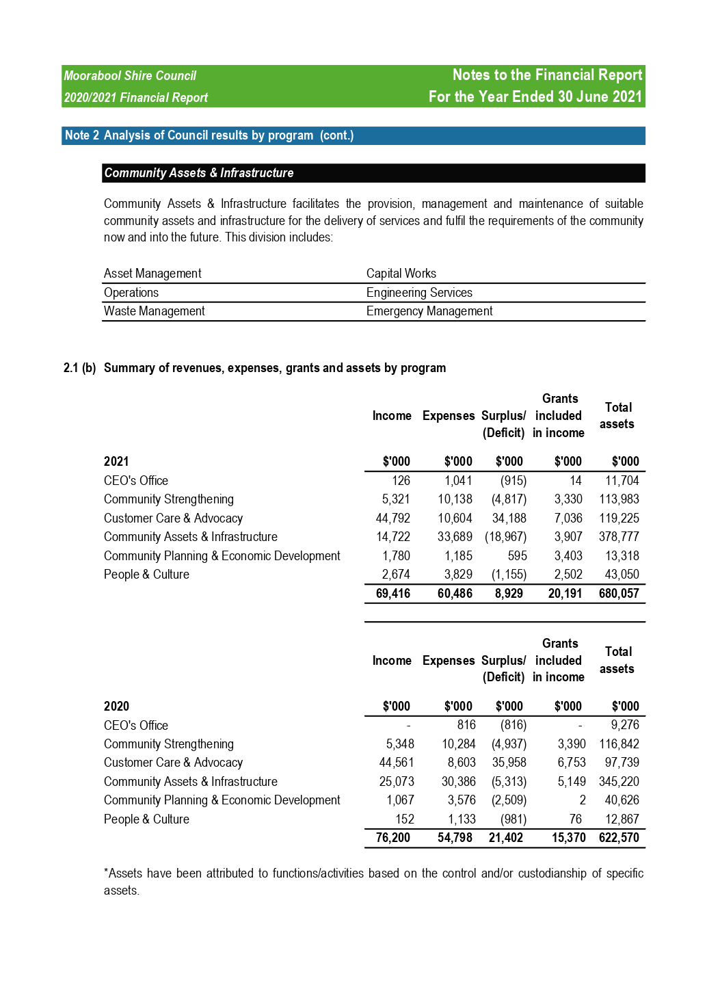 Moorabool Shire Council Notes to the Financial Report
2020/2021 Financial Report For the Year Ended 30 June 2021
Note 2 Analysis of Council results by program (cont.)
Community Assets & Infrastructure
Community Assets & Infrastructure facilitates the provision, management and maintenance of suitable
community assets and infrastructure for the delivery of services and fulfil the requirements of the community
now and into the future. This division includes:
Asset Management Capital Works
Operations Engineering Services
Waste Management Emergency Management
2.1 (b) Summary of revenues, expenses, grants and assets by program
Grants
Total
Income Expenses Surplus/ included
assets
(Deficit) in income
2021 $'000 $'000 $'000 $'000 $'000
CEO's Office 126 1,041 (915) 14 11,704
Community Strengthening 5,321 10,138 (4,817) 3,330 113,983
Customer Care & Advocacy 44,792 10,604 34,188 7,036 119,225
Community Assets & Infrastructure 14,722 33,689 (18,967) 3,907 378,777
Community Planning & Economic Development 1,780 1,185 595 3,403 13,318
People & Culture 2,674 3,829 (1,155) 2,502 43,050
69,416 60,486 8,929 20,191 680,057
Grants
Total
Income Expenses Surplus/ included
assets
(Deficit) in income
2020 $'000 $'000 $'000 $'000 $'000
CEO's Office - 816 (816) - 9,276
Community Strengthening 5,348 10,284 (4,937) 3,390 116,842
Customer Care & Advocacy 44,561 8,603 35,958 6,753 97,739
Community Assets & Infrastructure 25,073 30,386 (5,313) 5,149 345,220
Community Planning & Economic Development 1,067 3,576 (2,509) 2 40,626
People & Culture 152 1,133 (981) 76 12,867
76,200 54,798 21,402 15,370 622,570
*Assets have been attributed to functions/activities based on the control and/or custodianship of specific
assets.